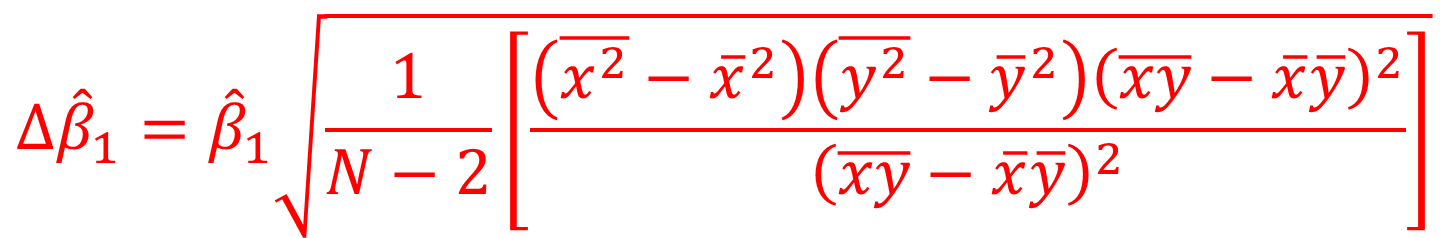 Δβ̂₁ = β̂₁ √(1/(N − 2) [(x̅²̅ − x̄²)(y̅²̅ − ȳ²)(x̅y̅ − x̄ȳ)² / (x̅y̅ − x̄ȳ)²])